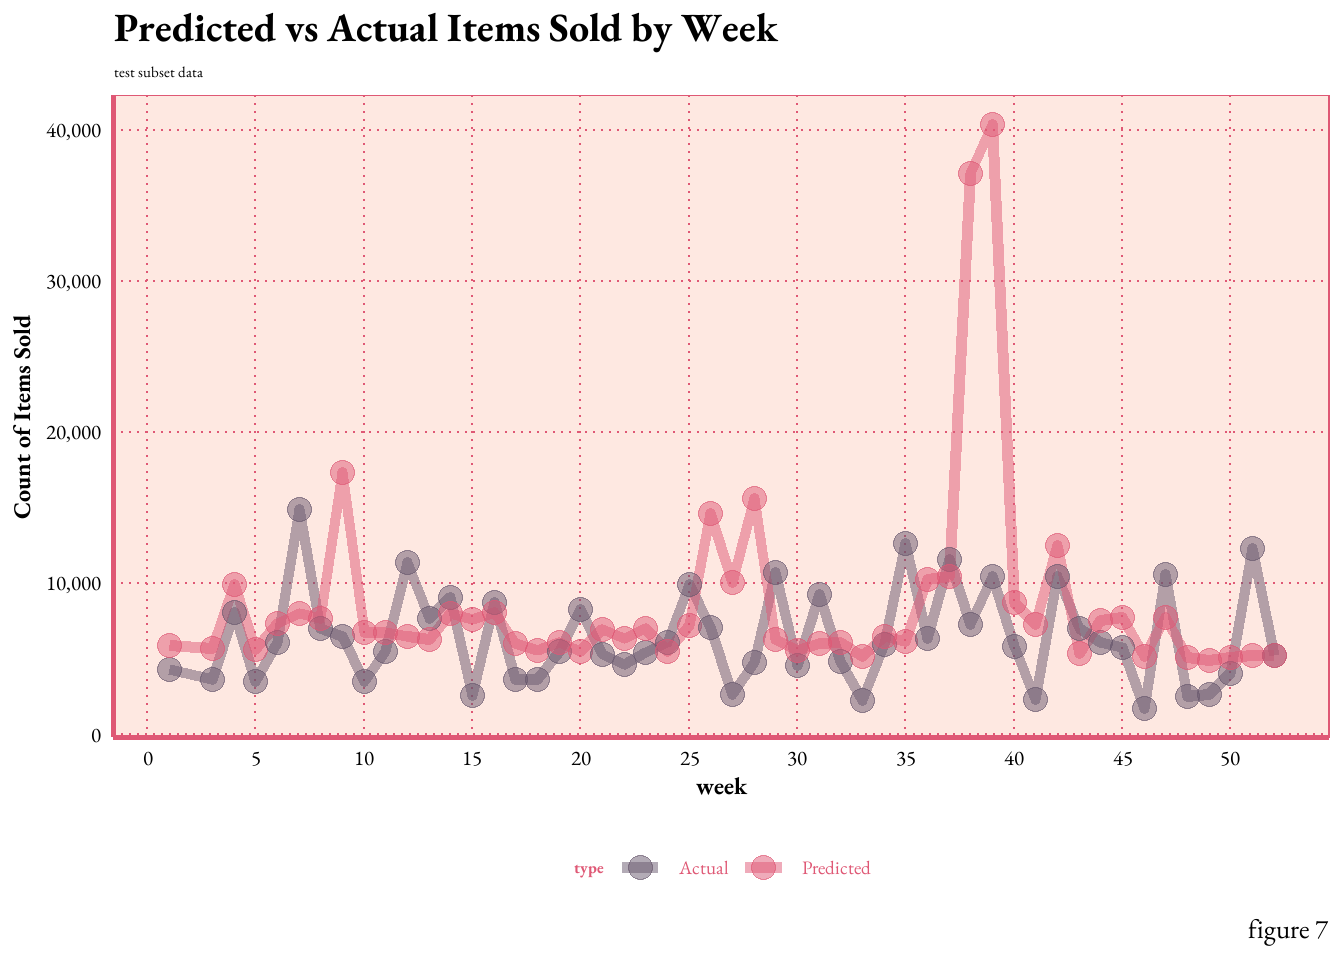 Predicted vs Actual Items Sold by Week
test subset data
Count of Items Sold
40,000
30,000
20,000
10,000
0
0 5 10 15 20 25 30 35 40 45 50
week
type Actual Predicted
figure 7